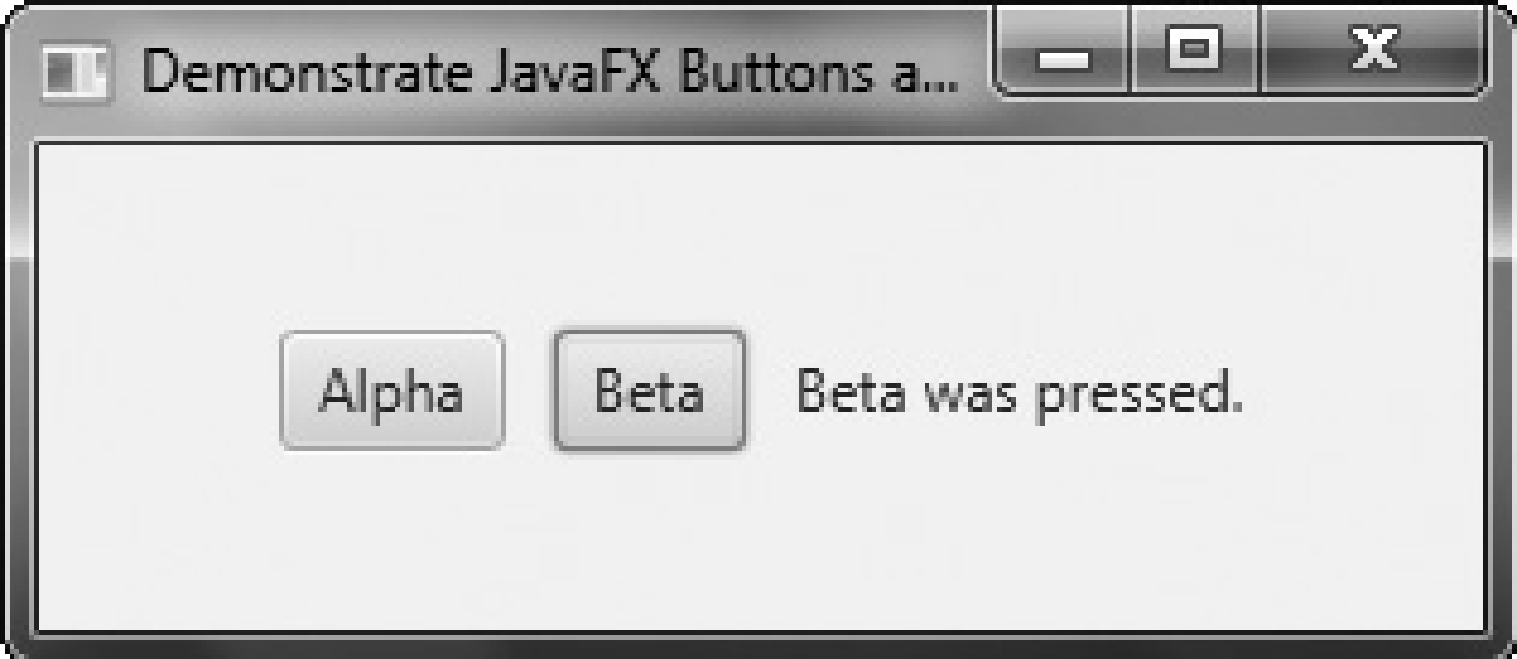 Demonstrate JavaFX Buttons a...
Alpha Beta Beta was pressed.